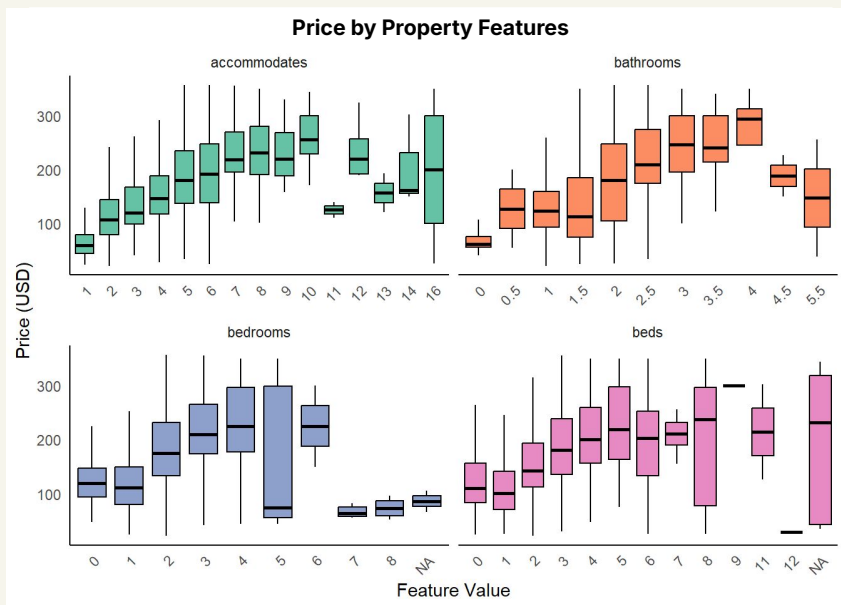 Price by Property Features
accommodates
bathrooms
300
200
100
1 2 3 4 5 6 7 8 9 10 11 12 13 14 16
0 0.5 1 1.5 2 2.5 3 3.5 4 4.5 5.5
Price (USD)
bedrooms
beds
300
200
100
0 1 2 3 4 5 6 7 8 NA
0 1 2 3 4 5 6 7 8 9 11 12 NA
Feature Value